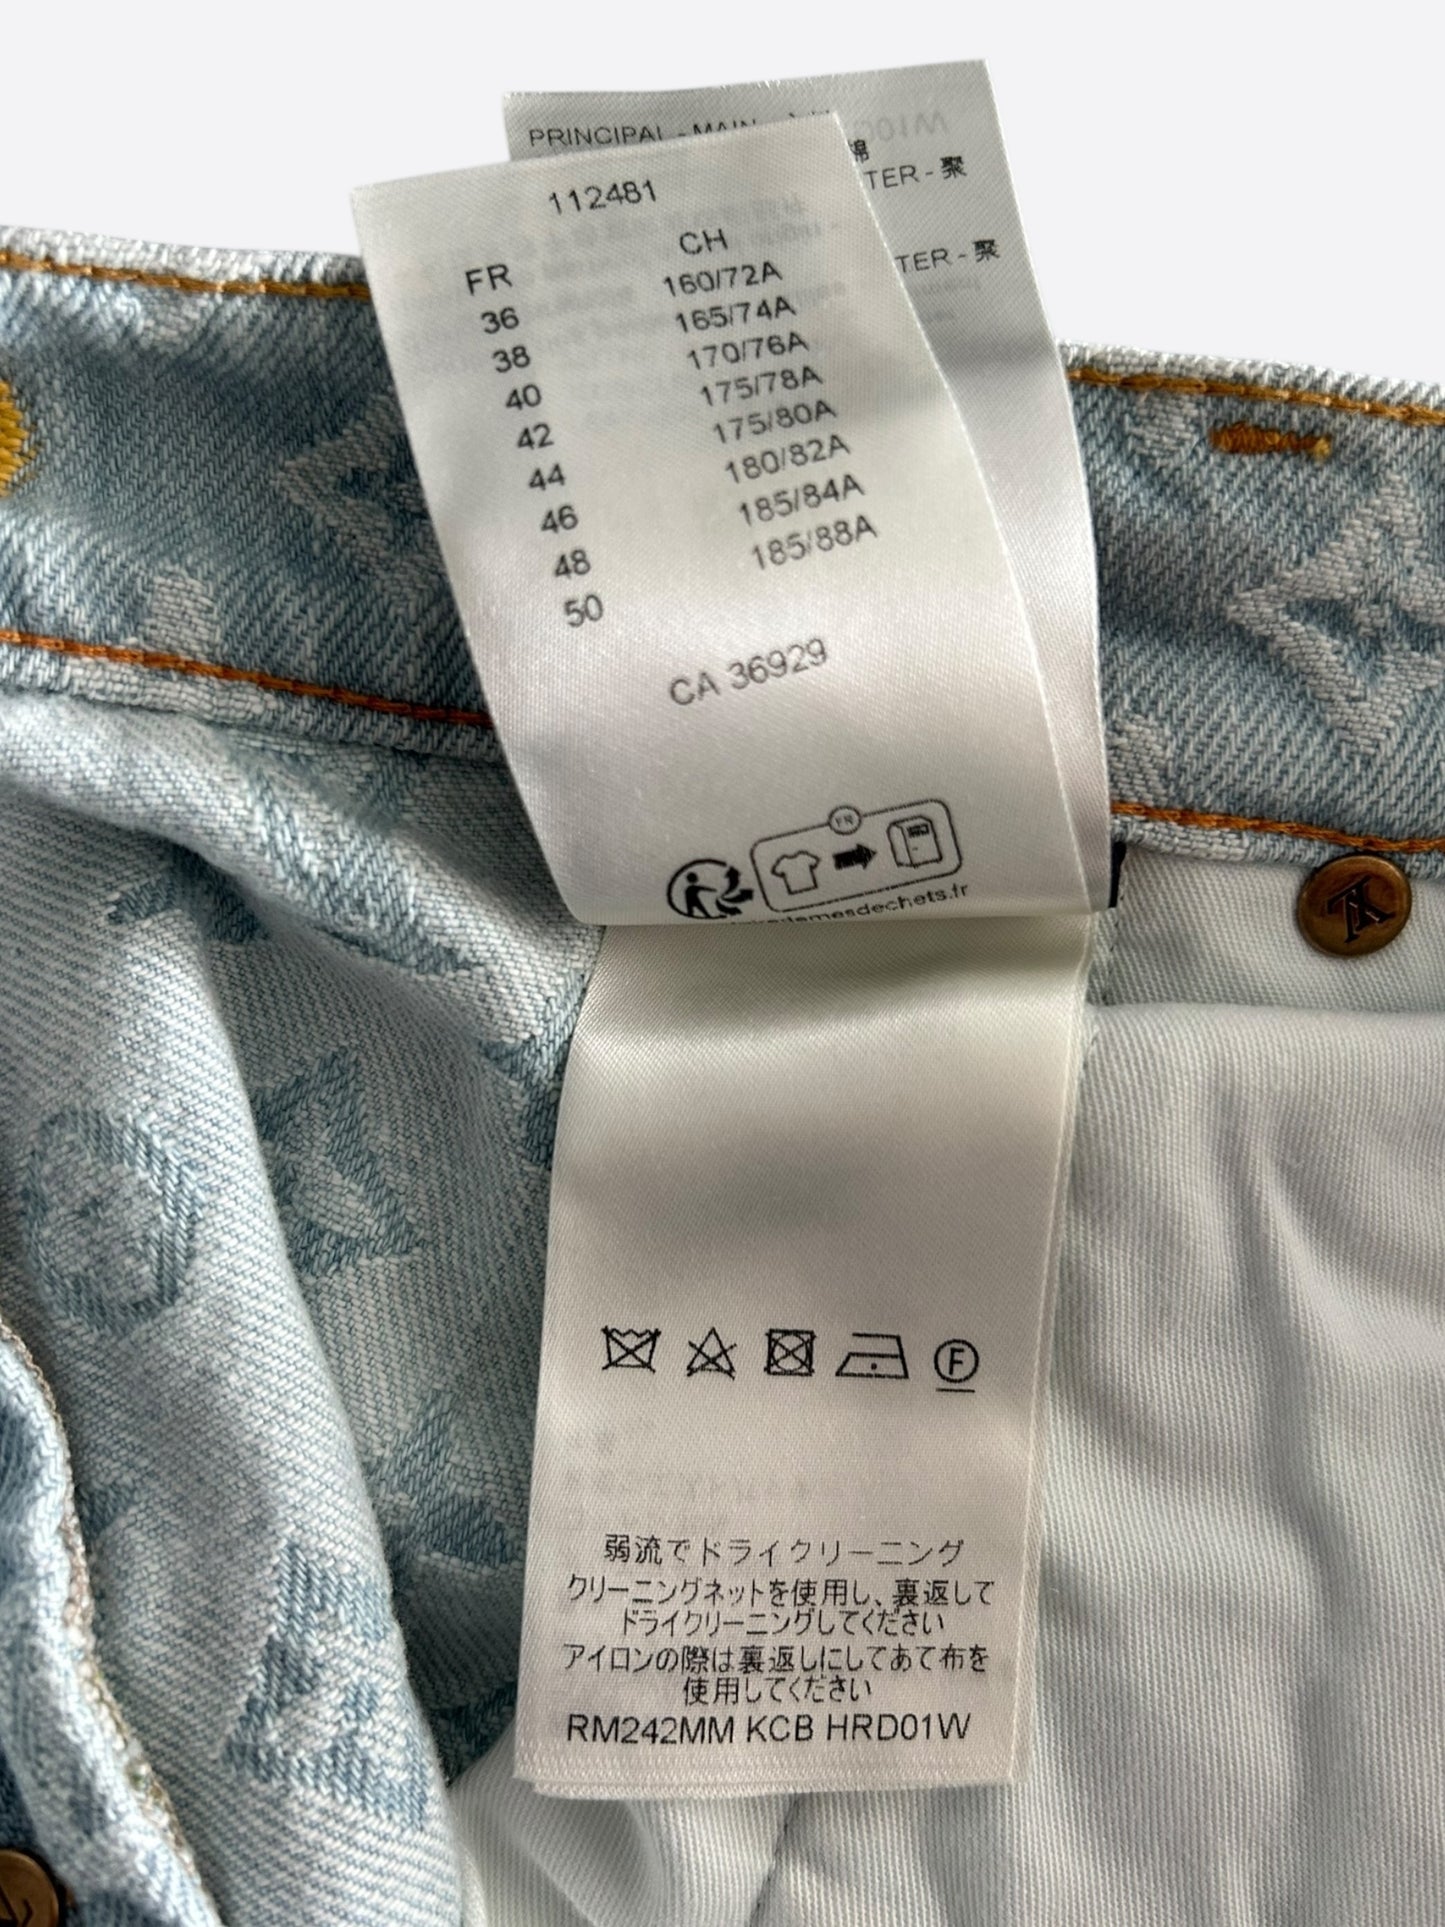 PRINCIPAL - MAIN -
棉
TER - 聚
TER - 聚
112481
FR CH
36 160/72A
38 165/74A
40 170/76A
42 175/78A
44 175/80A
46 180/82A
48 185/84A
50 185/88A
CA 36929
FR
dechets.fr
F
弱流でドライクリーニング
クリーニングネットを使用し、裏返して
ドライクリーニングしてください
アイロンの際は裏返しにしてあて布を
使用してください
RM242MM KCB HRD01W
LV